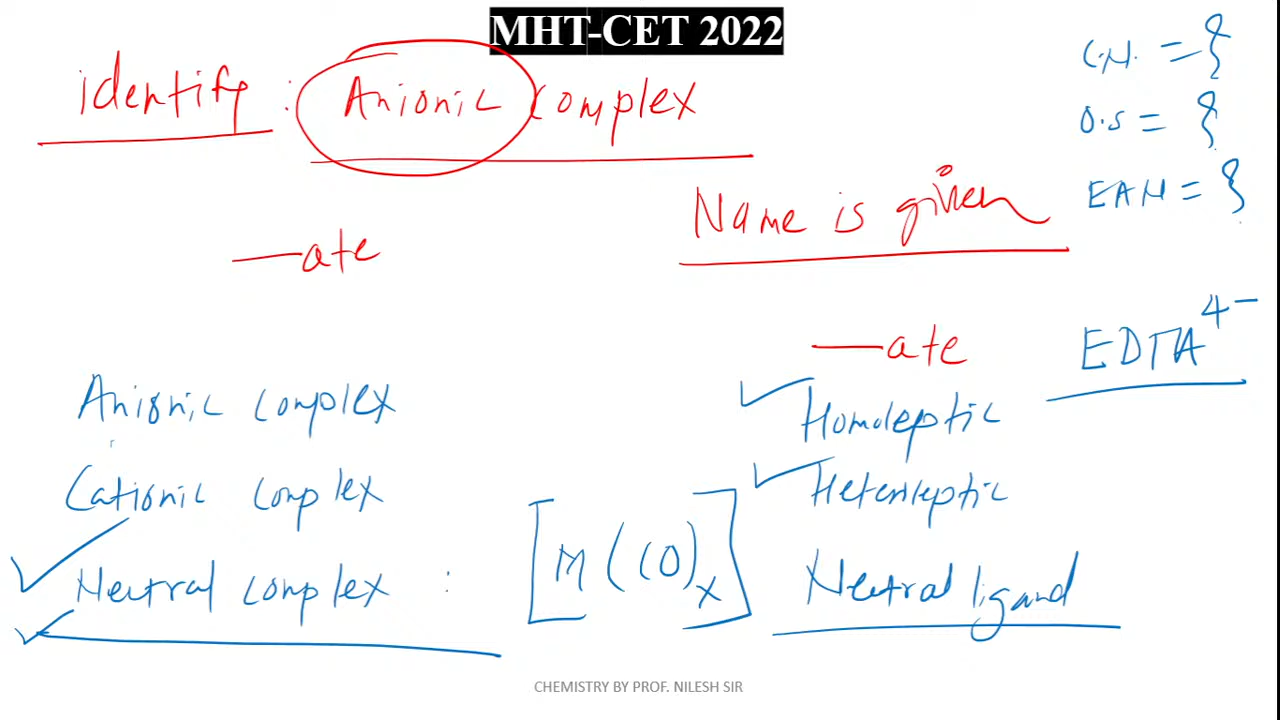 MHT-CET 2022
identify : Anionic complex
C.N. = {
O.S = {
EAN = }
Name is given
—ate
—ate
EDTA4−
Anionic complex
Homoleptic
Cationic complex
Heteroleptic
Neutral complex :
[M(CO)x]
Neutral ligand
CHEMISTRY BY PROF. NILESH SIR